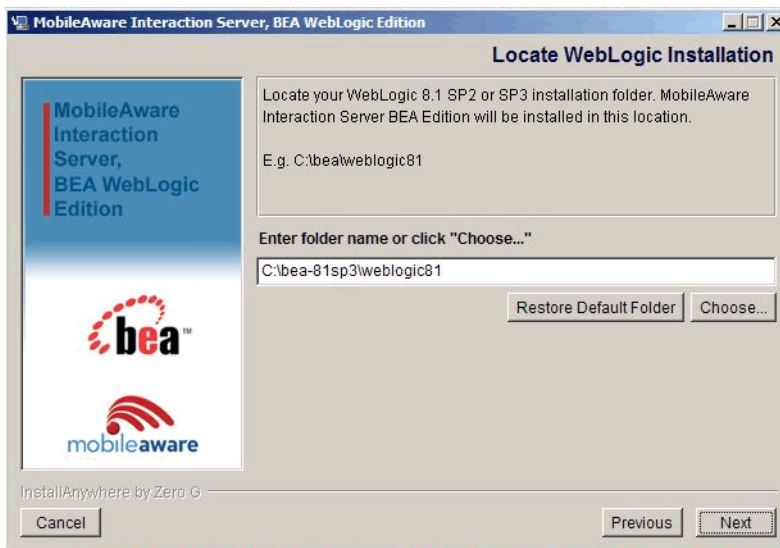 MobileAware Interaction Server, BEA WebLogic Edition
Locate WebLogic Installation
MobileAware
Interaction
Server,
BEA WebLogic
Edition
Locate your WebLogic 8.1 SP2 or SP3 installation folder. MobileAware
Interaction Server BEA Edition will be installed in this location.
E.g. C:\bea\weblogic81
Enter folder name or click "Choose..."
C:\bea-81sp3\weblogic81
Restore Default Folder
Choose...
bea™
mobileaware
InstallAnywhere by Zero G
Cancel
Previous
Next